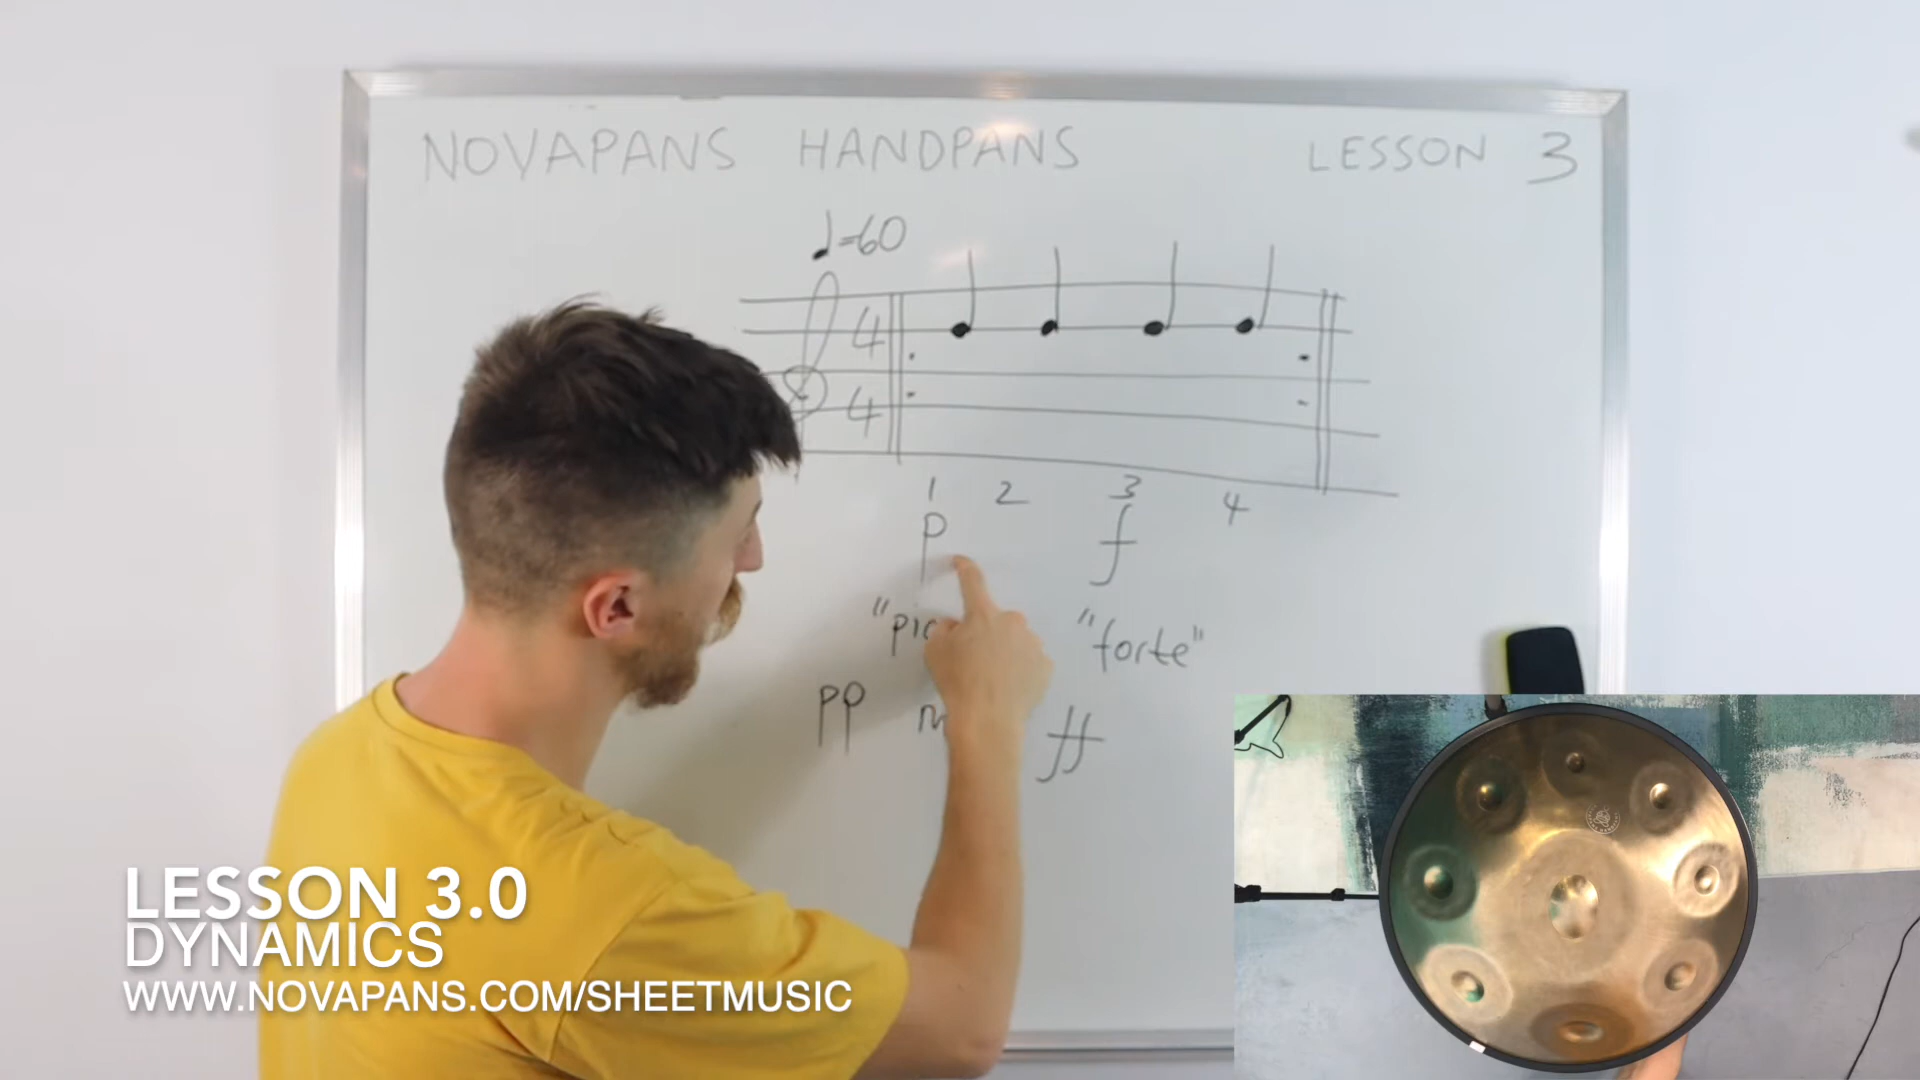 NOVAPANS HANDPANS LESSON 3
=60
4
4
1 2 3 4
p f
"forte"
pp ff
LESSON 3.0
DYNAMICS
WWW.NOVAPANS.COM/SHEETMUSIC